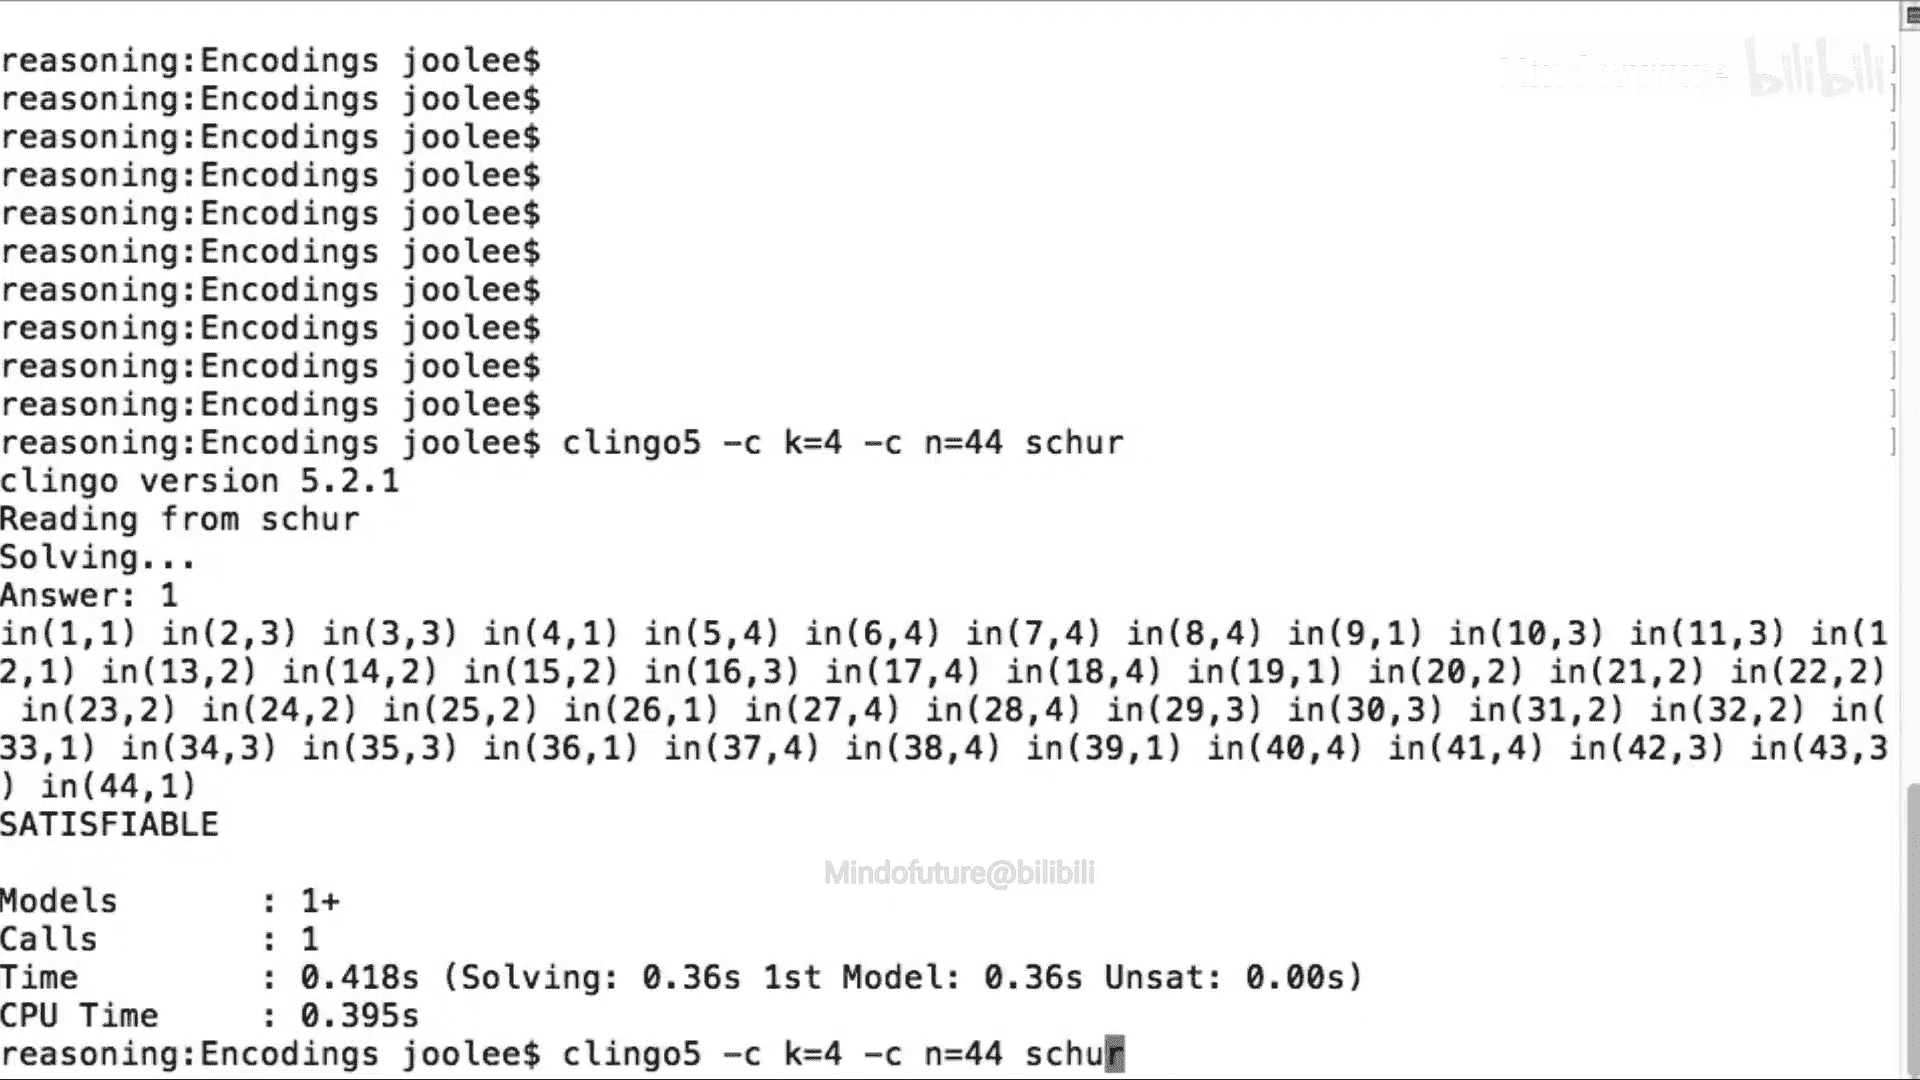 reasoning:Encodings joolee$
bilibili
reasoning:Encodings joolee$
reasoning:Encodings joolee$
reasoning:Encodings joolee$
reasoning:Encodings joolee$
reasoning:Encodings joolee$
reasoning:Encodings joolee$
reasoning:Encodings joolee$
reasoning:Encodings joolee$
reasoning:Encodings joolee$
reasoning:Encodings joolee$ clingo5 -c k=4 -c n=44 schur
clingo version 5.2.1
Reading from schur
Solving...
Answer: 1
in(1,1) in(2,3) in(3,3) in(4,1) in(5,4) in(6,4) in(7,4) in(8,4) in(9,1) in(10,3) in(11,3) in(1
2,1) in(13,2) in(14,2) in(15,2) in(16,3) in(17,4) in(18,4) in(19,1) in(20,2) in(21,2) in(22,2)
in(23,2) in(24,2) in(25,2) in(26,1) in(27,4) in(28,4) in(29,3) in(30,3) in(31,2) in(32,2) in(
33,1) in(34,3) in(35,3) in(36,1) in(37,4) in(38,4) in(39,1) in(40,4) in(41,4) in(42,3) in(43,3
) in(44,1)
SATISFIABLE
Mindofuture@bilibili
Models : 1+
Calls : 1
Time : 0.418s (Solving: 0.36s 1st Model: 0.36s Unsat: 0.00s)
CPU Time : 0.395s
reasoning:Encodings joolee$ clingo5 -c k=4 -c n=44 schur